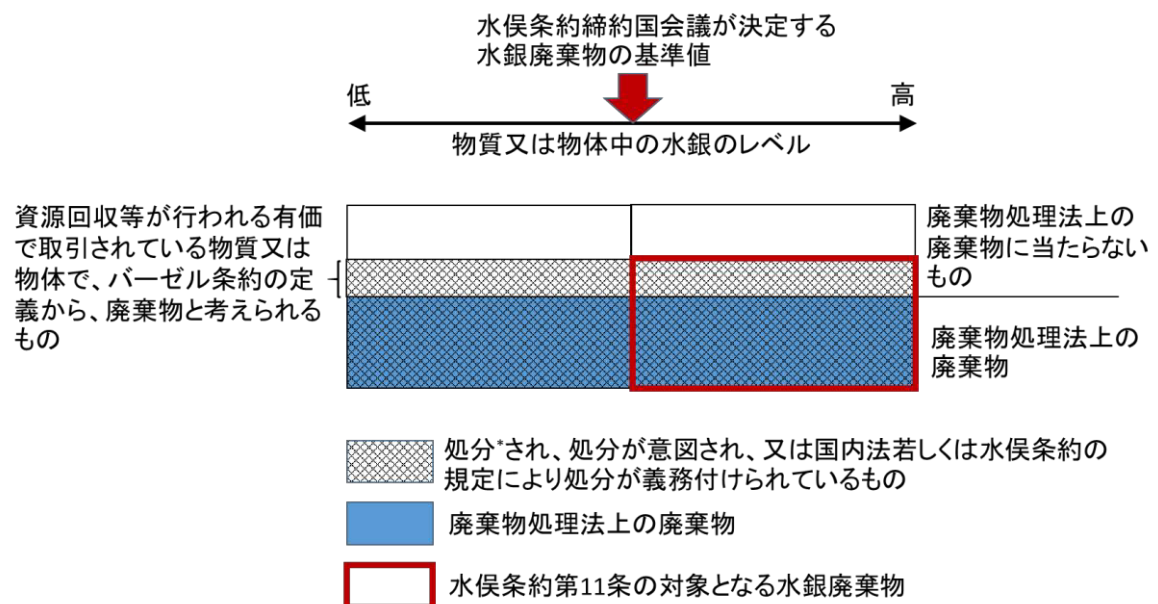 水俣条約締約国会議が決定する
水銀廃棄物の基準値
低
高
物質又は物体中の水銀のレベル
資源回収等が行われる有価
で取引されている物質又は
物体で、バーゼル条約の定
義から、廃棄物と考えられる
もの
廃棄物処理法上の
廃棄物に当たらない
もの
廃棄物処理法上の
廃棄物
処分*され、処分が意図され、又は国内法若しくは水俣条約の
規定により処分が義務付けられているもの
廃棄物処理法上の廃棄物
水俣条約第11条の対象となる水銀廃棄物